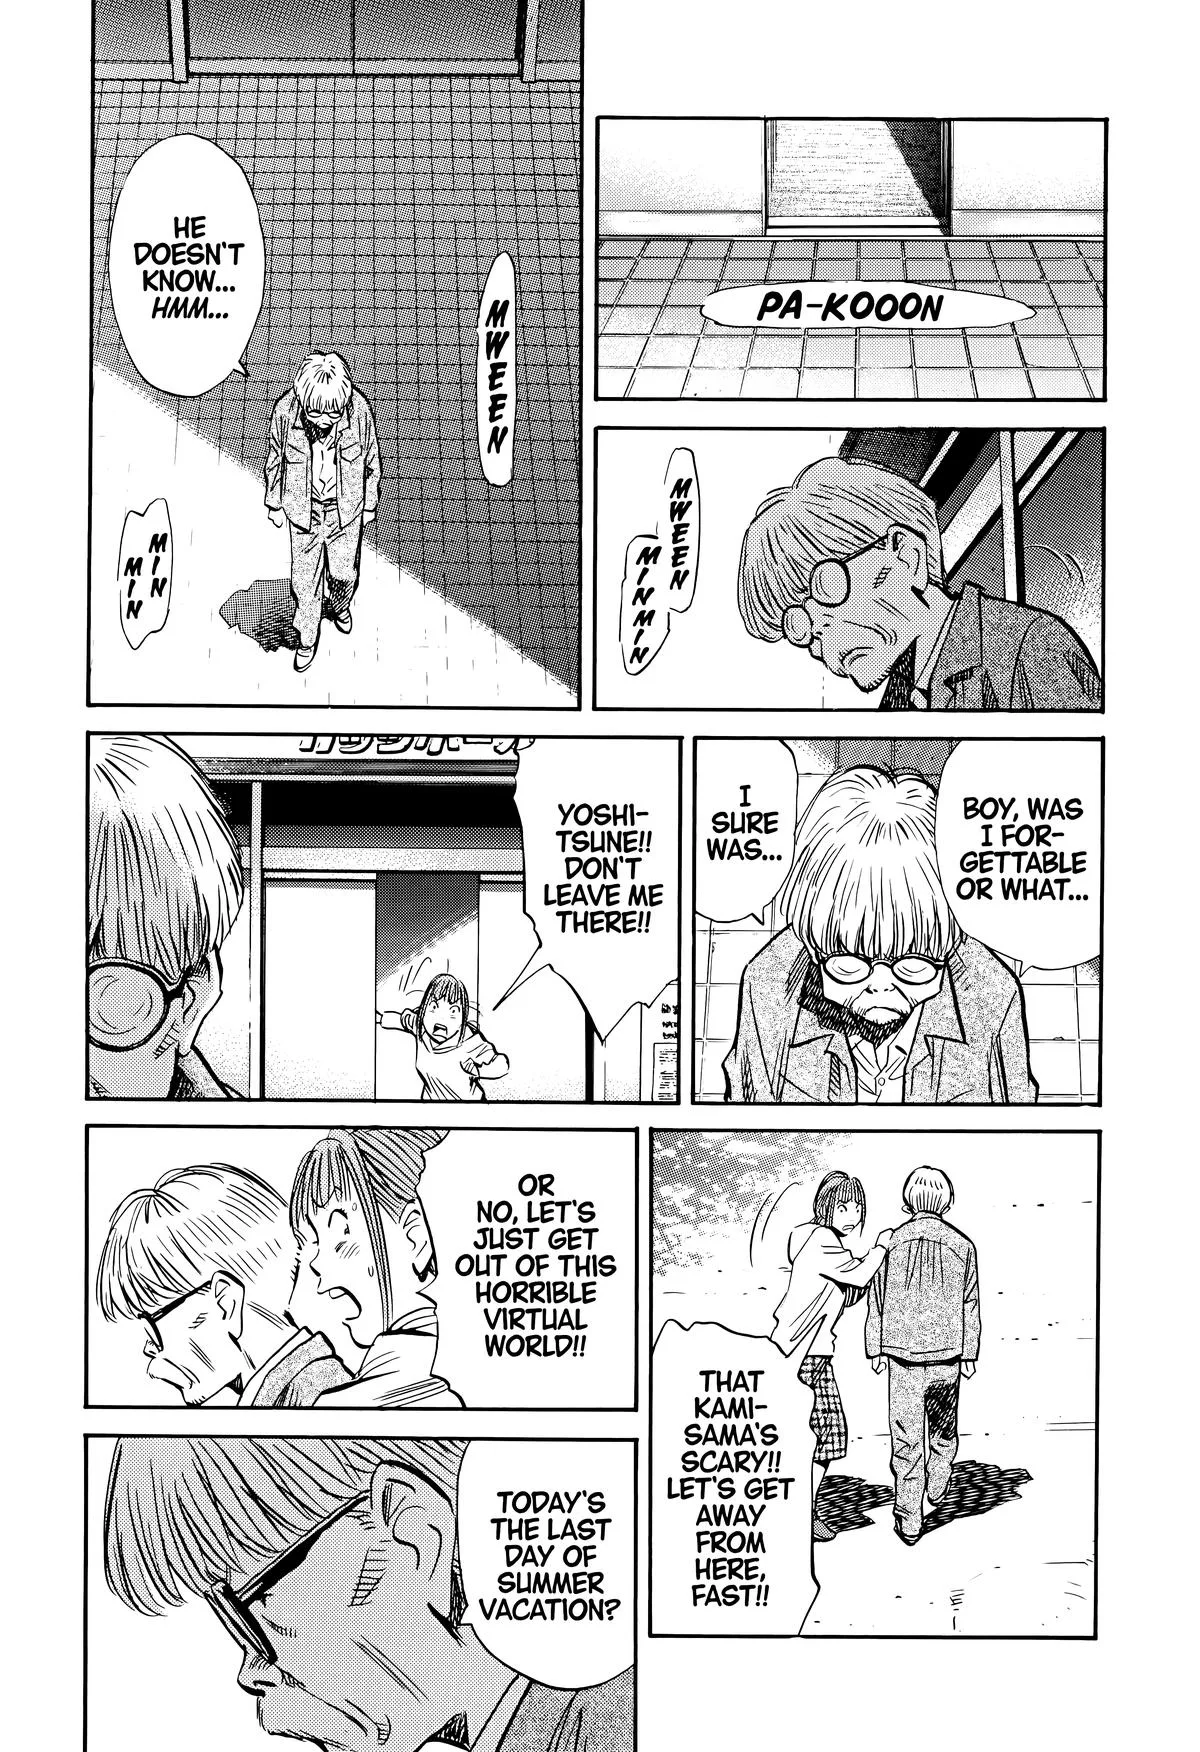 PA-KOOON
MWEEN
MINMIN
HE
DOESN'T
KNOW...
HMM...
MWEEN
MIN
MIN
BOY, WAS
I FOR-
GETTABLE
OR WHAT...
I
SURE
WAS...
YOSHI-
TSUNE!!
DON'T
LEAVE ME
THERE!!
THAT
KAMI-
SAMA'S
SCARY!!
LET'S GET
AWAY
FROM
HERE,
FAST!!
OR
NO, LET'S
JUST GET
OUT OF THIS
HORRIBLE
VIRTUAL
WORLD!!
TODAY'S
THE LAST
DAY OF
SUMMER
VACATION?